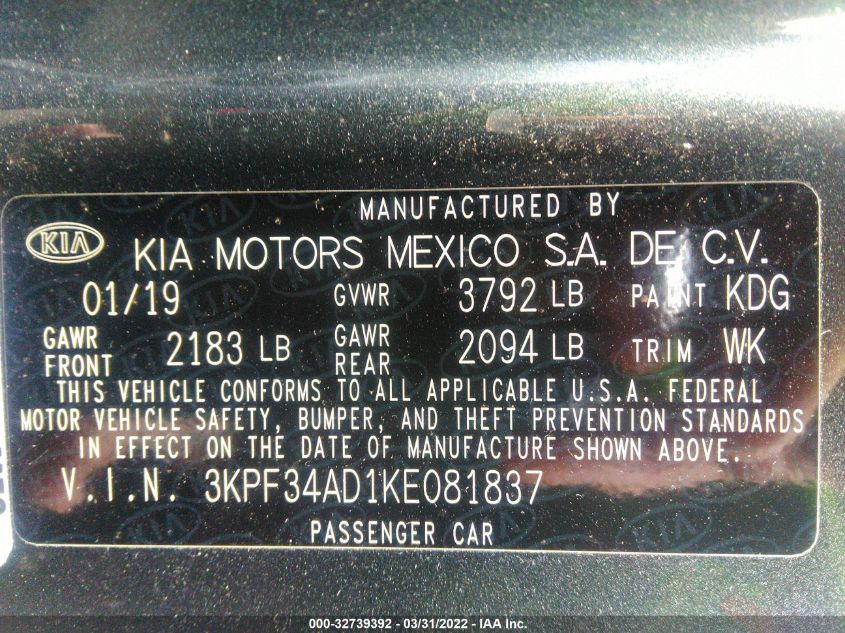 MANUFACTURED BY
KIA KIA MOTORS MEXICO S.A. DE C.V.
01/19 GVWR 3792 LB PAINT KDG
GAWR FRONT 2183 LB GAWR REAR 2094 LB TRIM WK
THIS VEHICLE CONFORMS TO ALL APPLICABLE U.S.A. FEDERAL
MOTOR VEHICLE SAFETY, BUMPER, AND THEFT PREVENTION STANDARDS
IN EFFECT ON THE DATE OF MANUFACTURE SHOWN ABOVE.
V.I.N. 3KPF34AD1KE081837
PASSENGER CAR
000-32739392 - 03/31/2022 - IAA Inc.